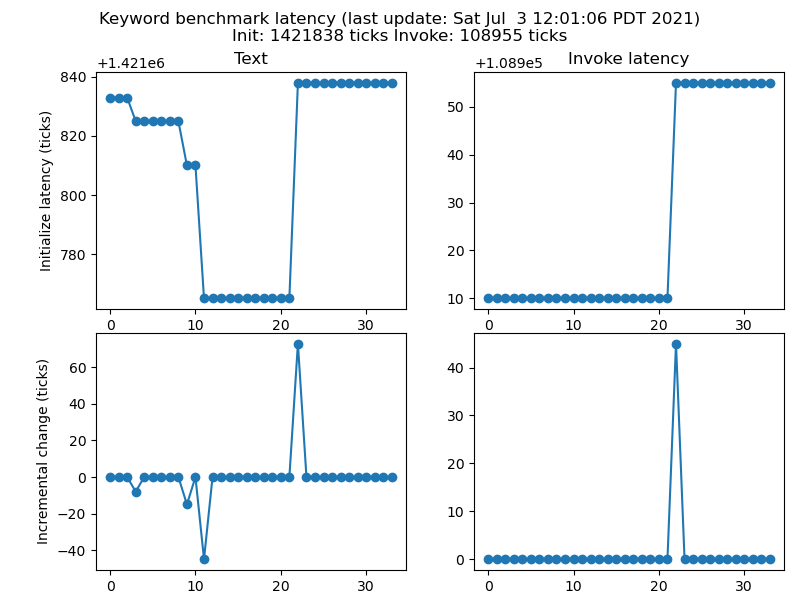 Keyword benchmark latency (last update: Sat Jul  3 12:01:06 PDT 2021)
Init: 1421838 ticks Invoke: 108955 ticks
Text
+1.421e6
840
820
800
780
Initialize latency (ticks)
0 10 20 30
Invoke latency
+1.089e5
50
40
30
20
10
0 10 20 30
60
40
20
0
−20
−40
Incremental change (ticks)
0 10 20 30
40
30
20
10
0
0 10 20 30